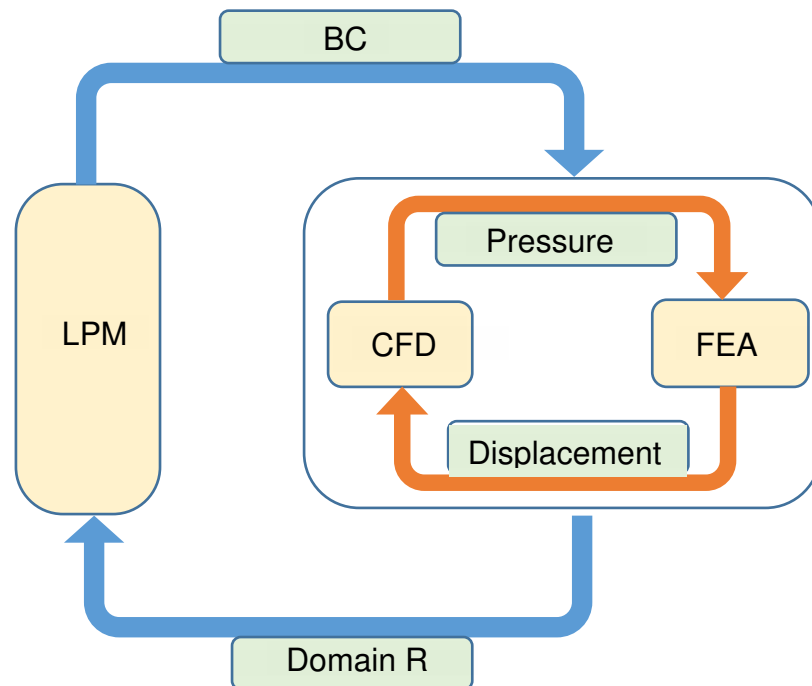 BC
Pressure
LPM
CFD
FEA
Displacement
Domain R